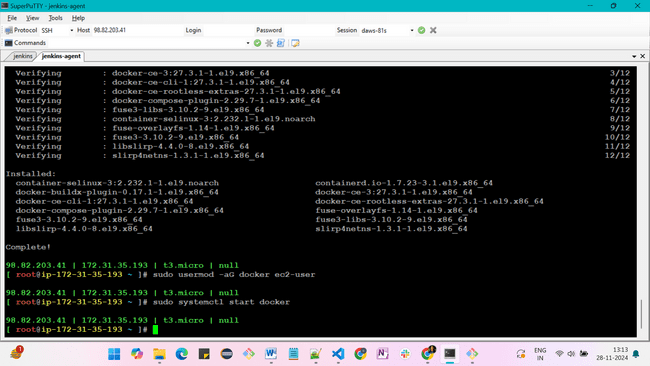 SuperPuTTY - jenkins-agent
File View Tools Help
Protocol SSH Host 98.82.203.41 Login Password Session daws-81s
Commands
jenkins jenkins-agent
Verifying : docker-ce-3:27.3.1-1.el9.x86_64 3/12
Verifying : docker-ce-cli-1:27.3.1-1.el9.x86_64 4/12
Verifying : docker-ce-rootless-extras-27.3.1-1.el9.x86_64 5/12
Verifying : docker-compose-plugin-2.29.7-1.el9.x86_64 6/12
Verifying : fuse3-libs-3.10.2-9.el9.x86_64 7/12
Verifying : container-selinux-3:2.232.1-1.el9.noarch 8/12
Verifying : fuse-overlayfs-1.14-1.el9.x86_64 9/12
Verifying : fuse3-3.10.2-9.el9.x86_64 10/12
Verifying : libslirp-4.4.0-8.el9.x86_64 11/12
Verifying : slirp4netns-1.3.1-1.el9.x86_64 12/12
Installed:
container-selinux-3:2.232.1-1.el9.noarch containerd.io-1.7.23-3.1.el9.x86_64
docker-buildx-plugin-0.17.1-1.el9.x86_64 docker-ce-3:27.3.1-1.el9.x86_64
docker-ce-cli-1:27.3.1-1.el9.x86_64 docker-ce-rootless-extras-27.3.1-1.el9.x86_64
docker-compose-plugin-2.29.7-1.el9.x86_64 fuse-overlayfs-1.14-1.el9.x86_64
fuse3-3.10.2-9.el9.x86_64 fuse3-libs-3.10.2-9.el9.x86_64
libslirp-4.4.0-8.el9.x86_64 slirp4netns-1.3.1-1.el9.x86_64
Complete!
98.82.203.41 | 172.31.35.193 | t3.micro | null
[ root@ip-172-31-35-193 ~ ]# sudo usermod -aG docker ec2-user
98.82.203.41 | 172.31.35.193 | t3.micro | null
[ root@ip-172-31-35-193 ~ ]# sudo systemctl start docker
98.82.203.41 | 172.31.35.193 | t3.micro | null
[ root@ip-172-31-35-193 ~ ]#
ENG 13:13
IN 28-11-2024